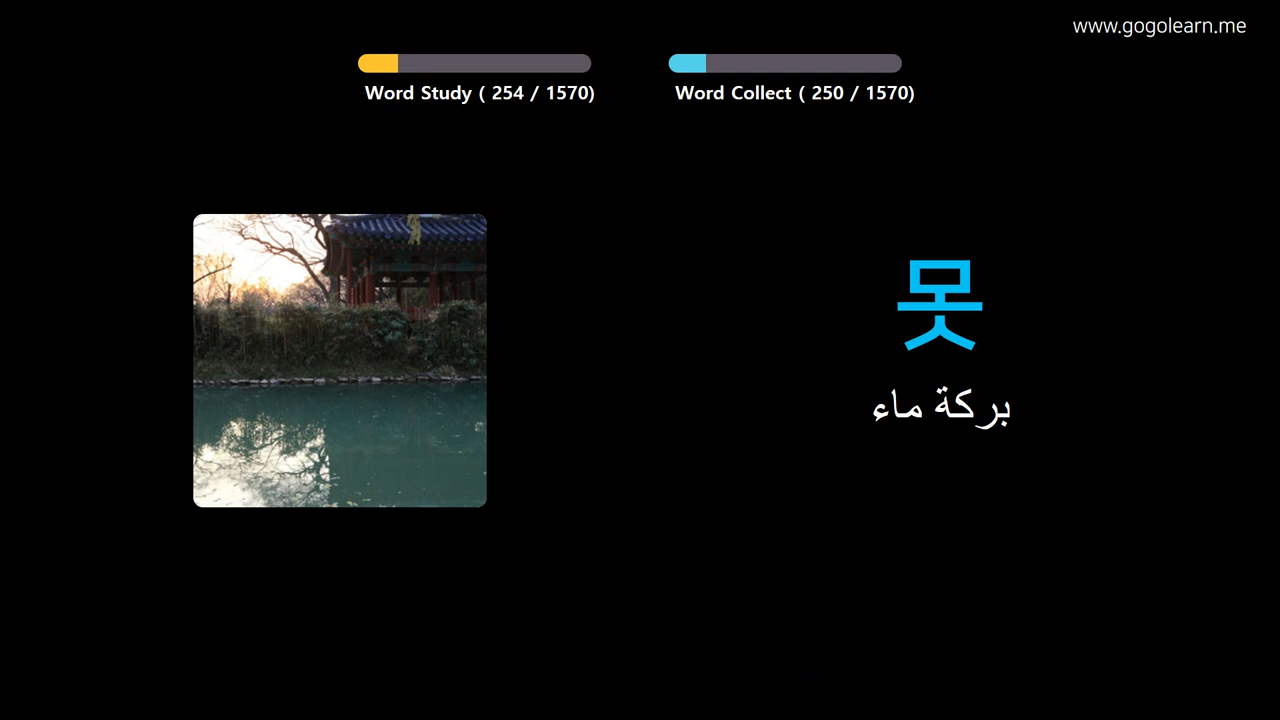 www.gogolearn.me
Word Study ( 254 / 1570)
Word Collect ( 250 / 1570)
못
بركة ماء